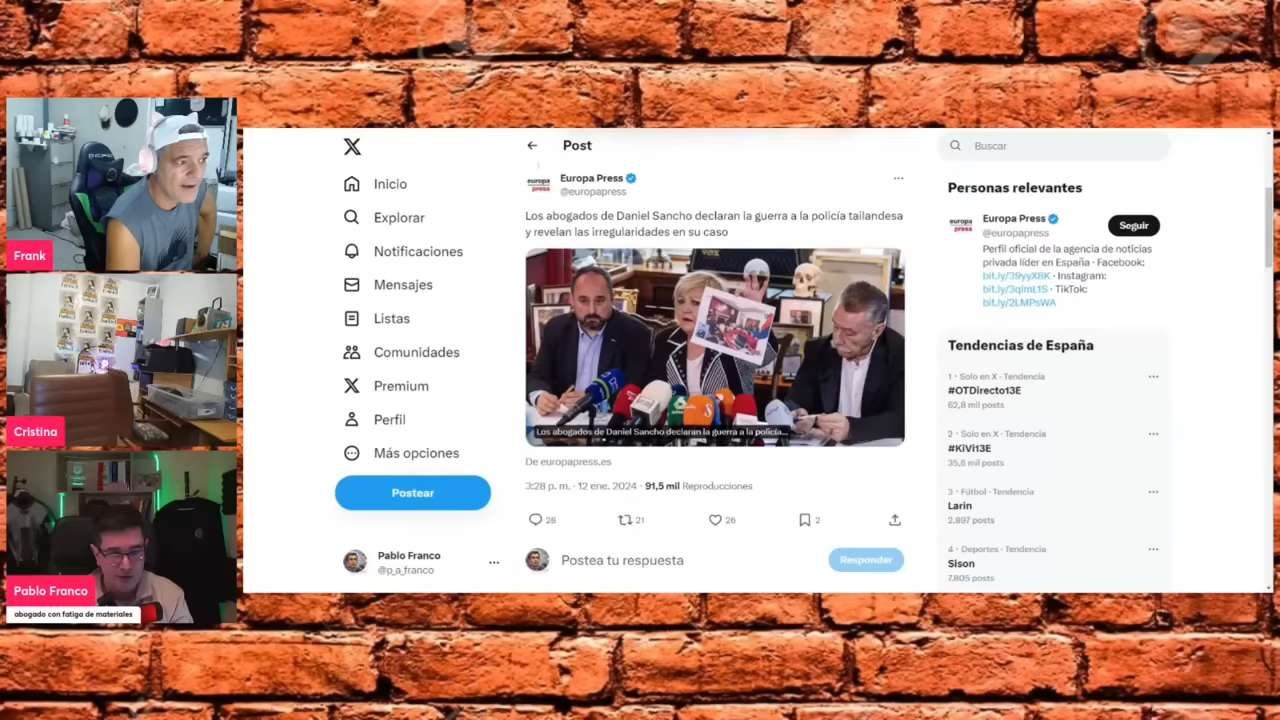 Frank
Cristina
Pablo Franco
abogado con fatiga de materiales
Inicio
Explorar
Notificaciones
Mensajes
Listas
Comunidades
Premium
Perfil
Más opciones
Postear
Pablo Franco
@p_a_franco
Post
europa press
Europa Press
@europapress
Los abogados de Daniel Sancho declaran la guerra a la policía tailandesa
y revelan las irregularidades en su caso
Los abogados de Daniel Sancho declaran la guerra a la policía...
De europapress.es
3:28 p. m. · 12 ene. 2024 · 91,5 mil Reproducciones
28
21
26
2
Postea tu respuesta
Responder
Buscar
Personas relevantes
europa press
Europa Press
@europapress
Seguir
Perfil oficial de la agencia de noticias
privada líder en España · Facebook:
bit.ly/39yyX8K · Instagram:
bit.ly/3qimL1S · TikTok:
bit.ly/2LMPsWA
Tendencias de España
1 · Solo en X · Tendencia
#OTDirecto13E
62,8 mil posts
2 · Solo en X · Tendencia
#KiVi13E
35,6 mil posts
3 · Fútbol · Tendencia
Larin
2.897 posts
4 · Deportes · Tendencia
Sison
7.805 posts